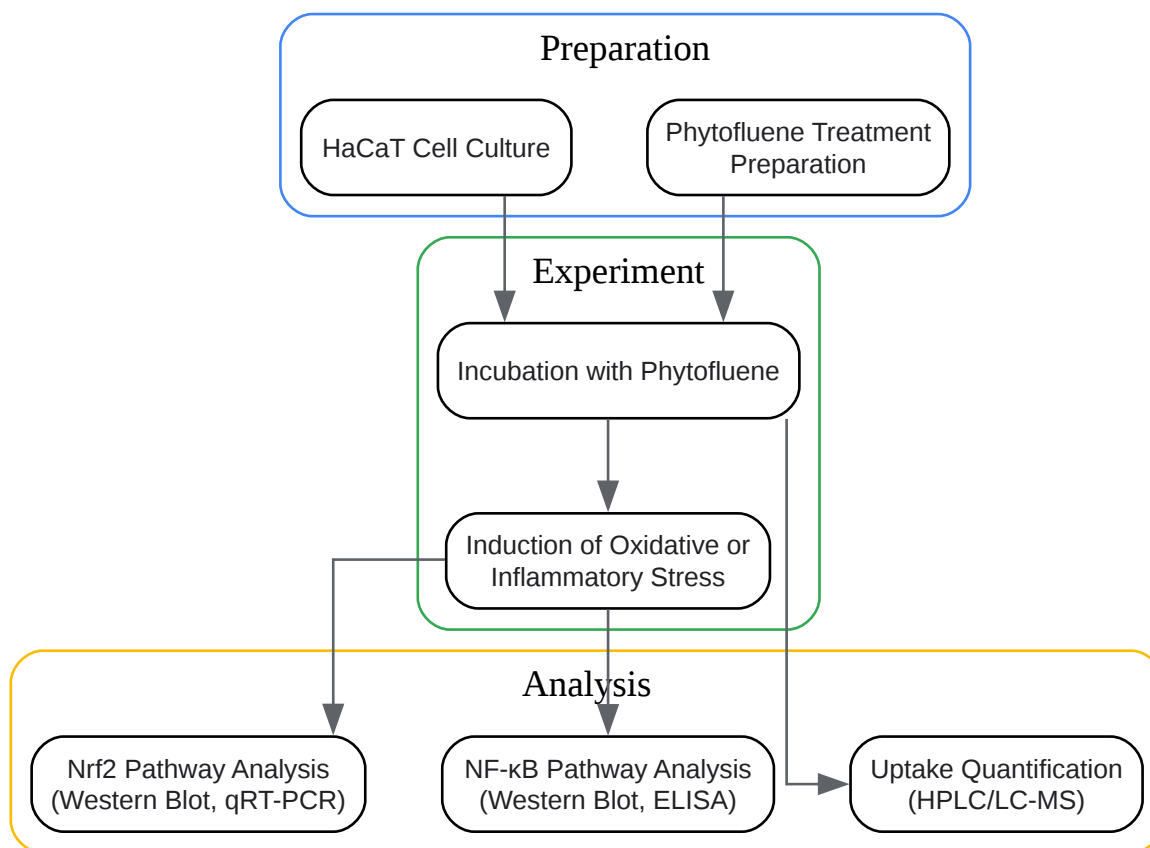 Preparation
HaCaT Cell Culture
Phytofluene Treatment
Preparation
Experiment
Incubation with Phytofluene
Induction of Oxidative or
Inflammatory Stress
Analysis
Nrf2 Pathway Analysis
(Western Blot, qRT-PCR)
NF-κB Pathway Analysis
(Western Blot, ELISA)
Uptake Quantification
(HPLC/LC-MS)